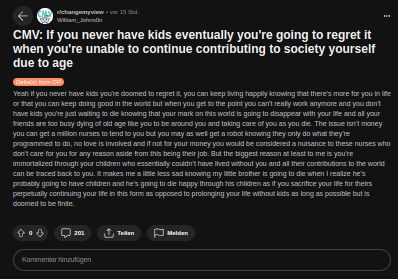 r/changemyview • vor 15 Std.
William_Johns0n
CMV: If you never have kids eventually you're going to regret it
when you're unable to continue contributing to society yourself
due to age
Delta(s) from OP
Yeah if you never have kids you're doomed to regret it, you can keep living happily knowing that there's more for you in life
or that you can keep doing good in the world but when you get to the point you can't really work anymore and you don't
have kids you're just waiting to die knowing that your mark on this world is going to disappear with your life and all your
friends are too busy dying of old age like you to be around you and taking care of you as you die. The issue isn't money
you can get a million nurses to tend to you but you may as well get a robot knowing they only do what they're
programmed to do, no love is involved and if not for your money you would be considered a nuisance to these nurses who
don't care for you for any reason aside from this being their job. But the biggest reason at least to me is you're
immortalized through your children who essentially couldn't have lived without you and all their contributions to the world
can be traced back to you. It makes me a little less sad knowing my little brother is going to die when I realize he's
probably going to have children and he's going to die happy through his children as if you sacrifice your life for theirs
perpetually continuing your life in this form as opposed to prolonging your life without kids as long as possible but is
doomed to be finite.
0 201 Teilen Melden
Kommentar hinzufügen